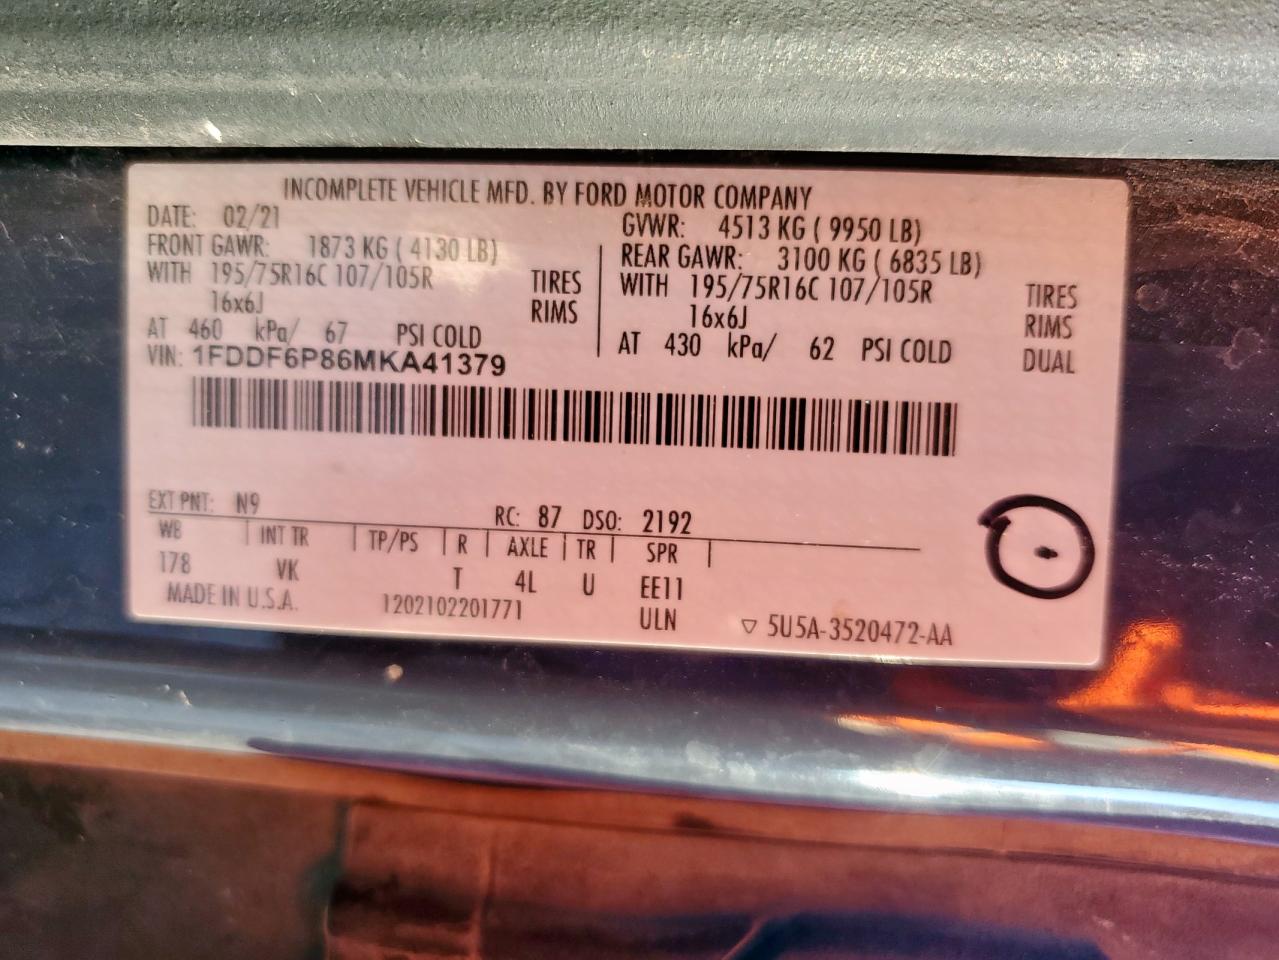 INCOMPLETE VEHICLE MFD. BY FORD MOTOR COMPANY
DATE: 02/21 GVWR: 4513 KG ( 9950 LB)
FRONT GAWR: 1873 KG ( 4130 LB) REAR GAWR: 3100 KG ( 6835 LB)
WITH 195/75R16C 107/105R TIRES WITH 195/75R16C 107/105R TIRES
16x6J RIMS 16x6J RIMS
AT 460 kPa/ 67 PSI COLD AT 430 kPa/ 62 PSI COLD DUAL
VIN: 1FDDF6P86MKA41379
EXT PNT: N9 RC: 87 DSO: 2192
WB INT TR TP/PS R AXLE TR SPR
178 VK T 4L U EE11
MADE IN U.S.A. 1202102201771 ULN ▽ 5U5A-3520472-AA